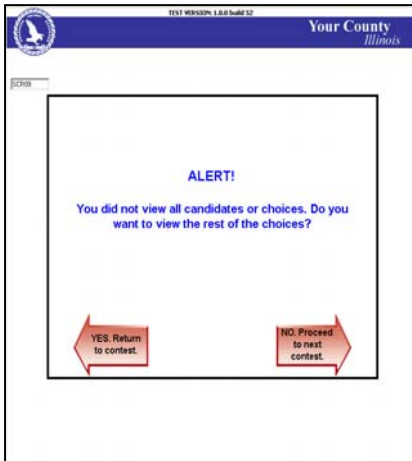 TEST VERSION: 1.0.0 build 52
Your County
Illinois
SCR09
ALERT!
You did not view all candidates or choices. Do you
want to view the rest of the choices?
YES. Return
to contest.
NO. Proceed
to next
contest.